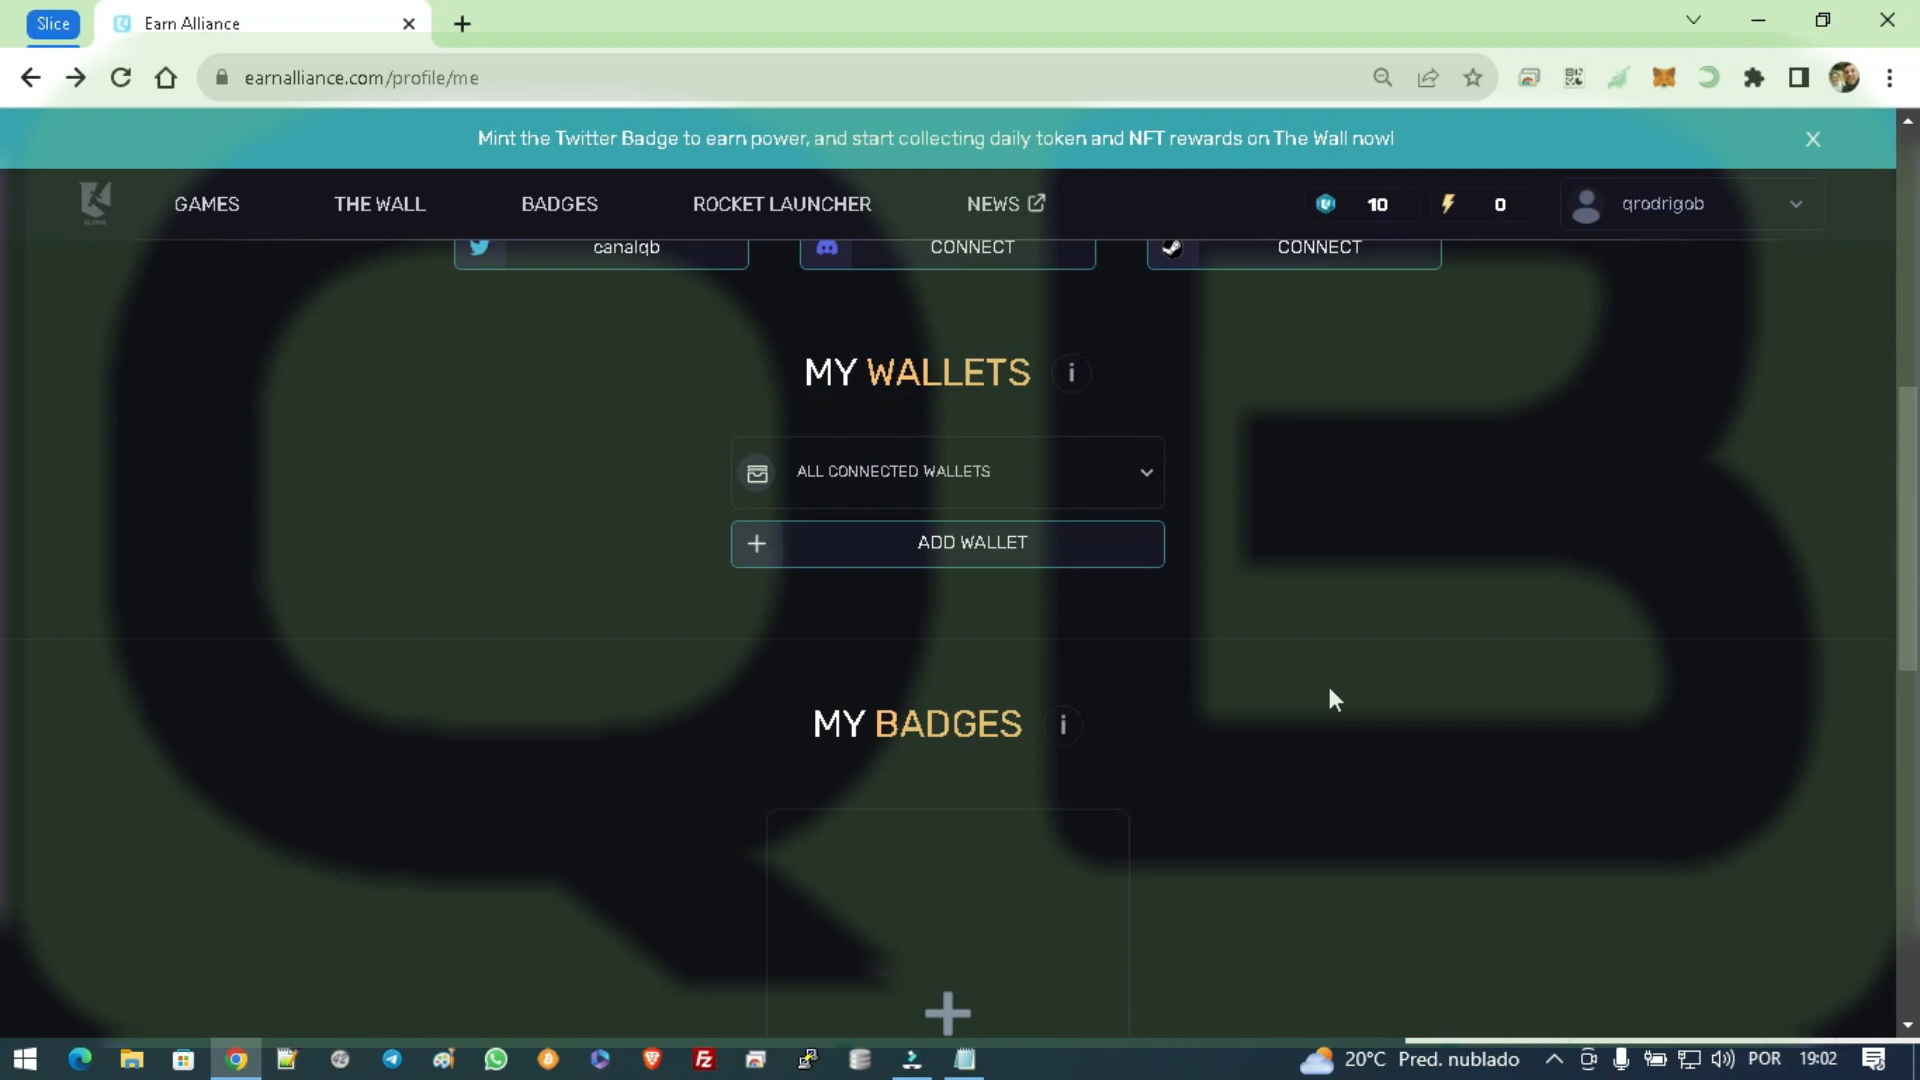 Slice
Earn Alliance
earnalliance.com/profile/me
Mint the Twitter Badge to earn power, and start collecting daily token and NFT rewards on The Wall now!
ALPHA
GAMES
THE WALL
BADGES
ROCKET LAUNCHER
NEWS
10
0
qrodrigob
canalqb
CONNECT
CONNECT
MY WALLETS
i
ALL CONNECTED WALLETS
ADD WALLET
MY BADGES
i
QB
20°C Pred. nublado
POR
19:02